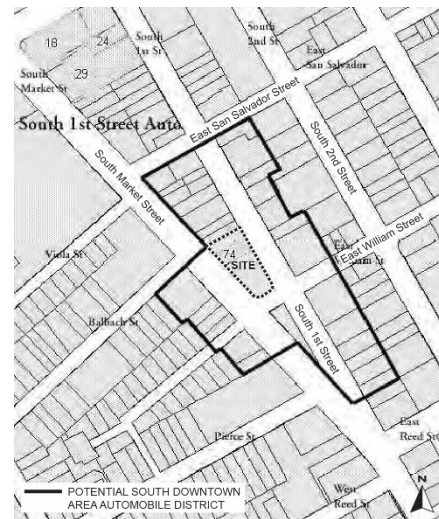 South
1st St
South
2nd St
18
24
29
South
Market St
East
San Salvador
South 1st Street Auto
East San Salvador Street
South Market Street
South 2nd Street
East William Street
Viola St
74
SITE
East
Balbach St
South 1st Street
Pierce St
East
Reed St
West
Reed St
N
POTENTIAL SOUTH DOWNTOWN
AREA AUTOMOBILE DISTRICT